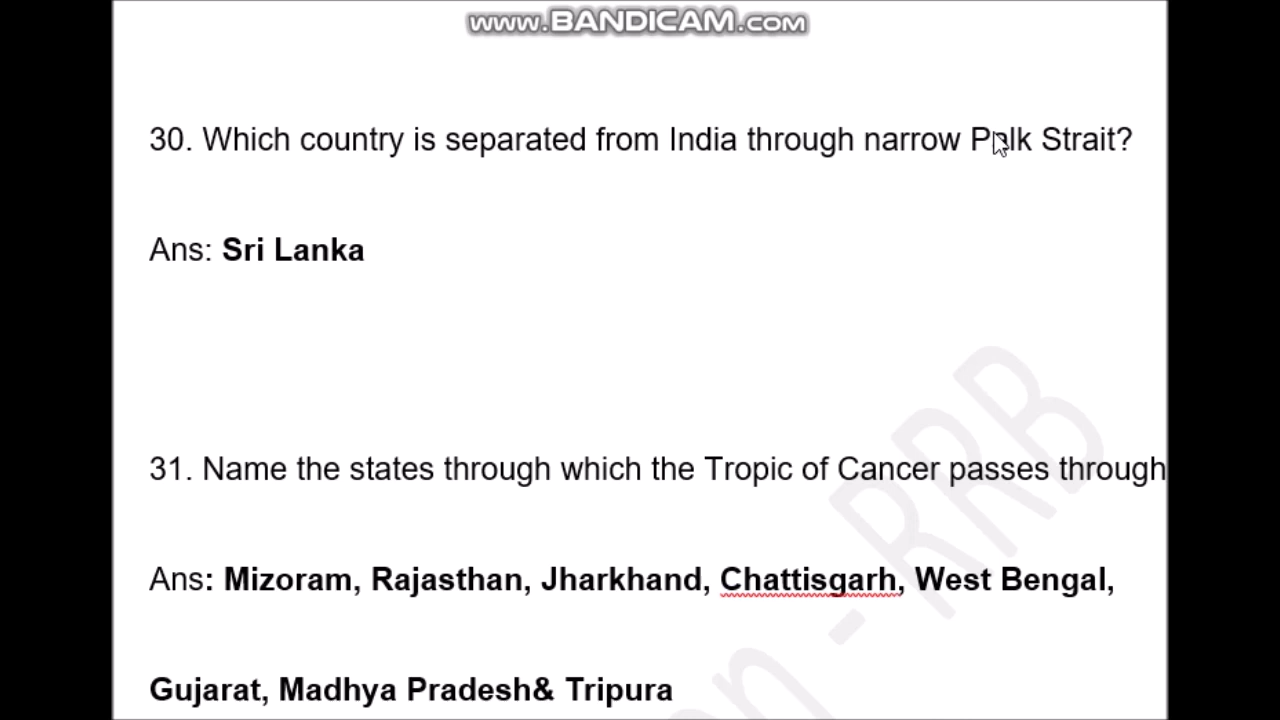 www.BANDICAM.com
30. Which country is separated from India through narrow Palk Strait?
Ans: Sri Lanka
31. Name the states through which the Tropic of Cancer passes through
Ans: Mizoram, Rajasthan, Jharkhand, Chattisgarh, West Bengal,
Gujarat, Madhya Pradesh& Tripura
n - RRB